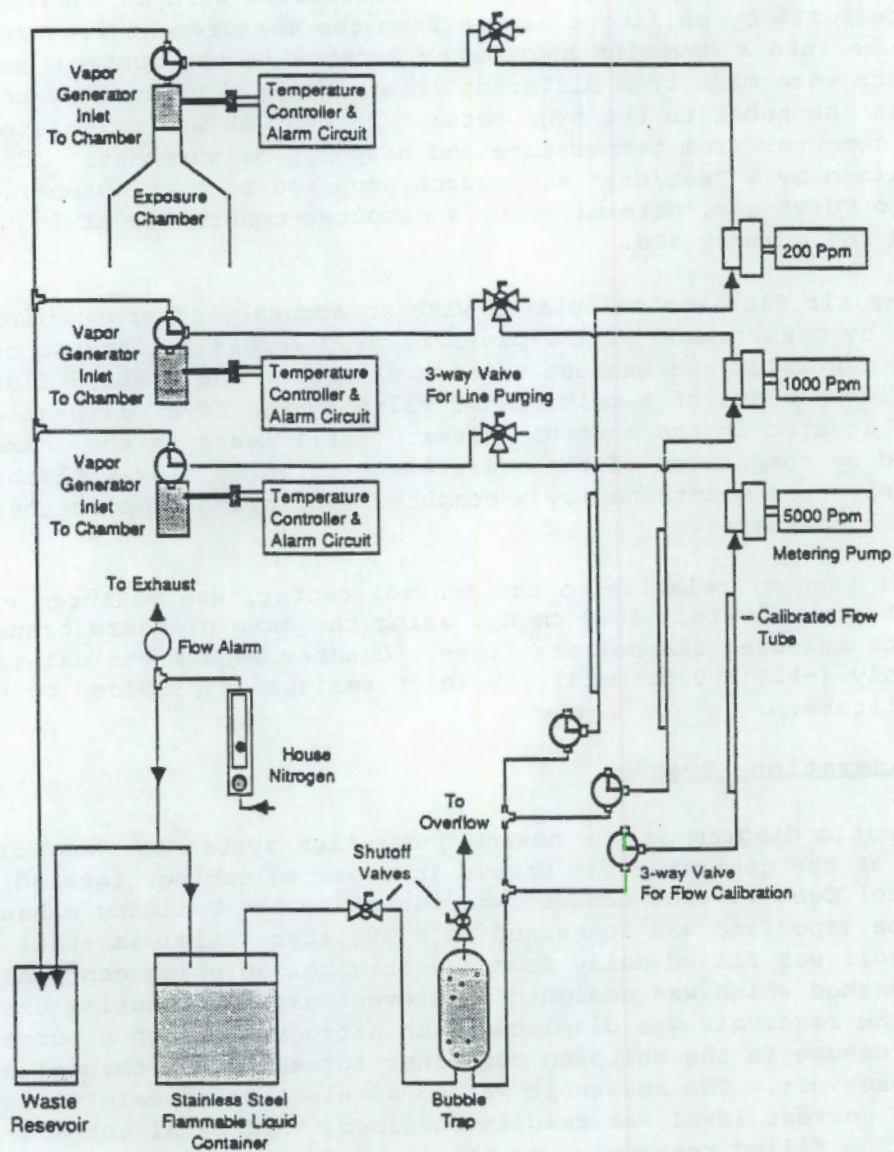 Vapor
Generator
Inlet
To Chamber
Temperature
Controller &
Alarm Circuit
Exposure
Chamber
200 Ppm
Vapor
Generator
Inlet
To Chamber
Temperature
Controller &
Alarm Circuit
3-way Valve
For Line Purging
1000 Ppm
Vapor
Generator
Inlet
To Chamber
Temperature
Controller &
Alarm Circuit
5000 Ppm
Metering Pump
To Exhaust
Flow Alarm
Calibrated Flow
Tube
House
Nitrogen
To
Overflow
Shutoff
Valves
3-way Valve
For Flow Calibration
Waste
Resevoir
Stainless Steel
Flammable Liquid
Container
Bubble
Trap